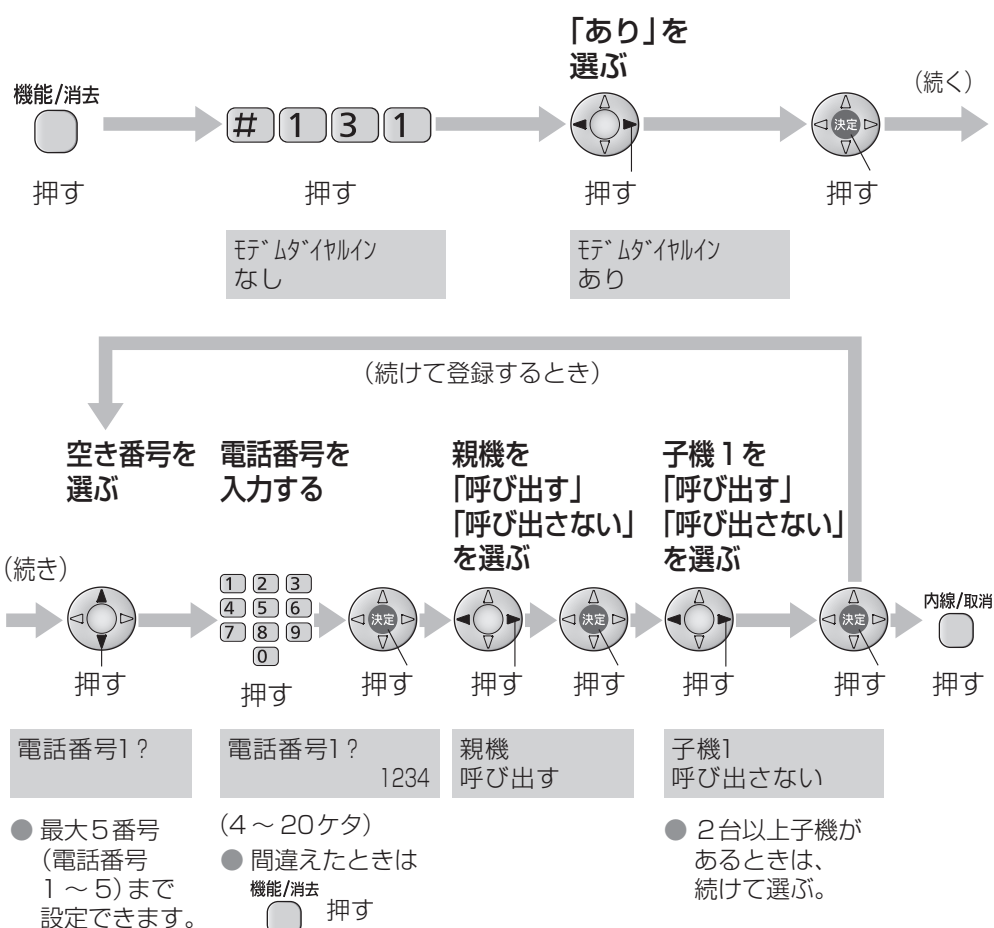 「あり」を
選ぶ
機能/消去
(続く)
# 1 3 1
決定
押す
押す
押す
押す
ﾓﾃﾞﾑﾀﾞｲﾔﾙｲﾝ
なし
ﾓﾃﾞﾑﾀﾞｲﾔﾙｲﾝ
あり
(続けて登録するとき)
空き番号を
選ぶ
電話番号を
入力する
親機を
「呼び出す」
「呼び出さない」
を選ぶ
子機1を
「呼び出す」
「呼び出さない」
を選ぶ
(続き)
1 2 3
4 5 6
7 8 9
0
決定
決定
決定
内線/取消
押す
押す
押す
押す
押す
押す
押す
押す
電話番号1?
電話番号1?
1234
親機
呼び出す
子機1
呼び出さない
● 最大5番号
(電話番号
1～5)まで
設定できます。
(4～20ケタ)
● 間違えたときは
機能/消去
押す
● 2台以上子機が
あるときは、
続けて選ぶ。